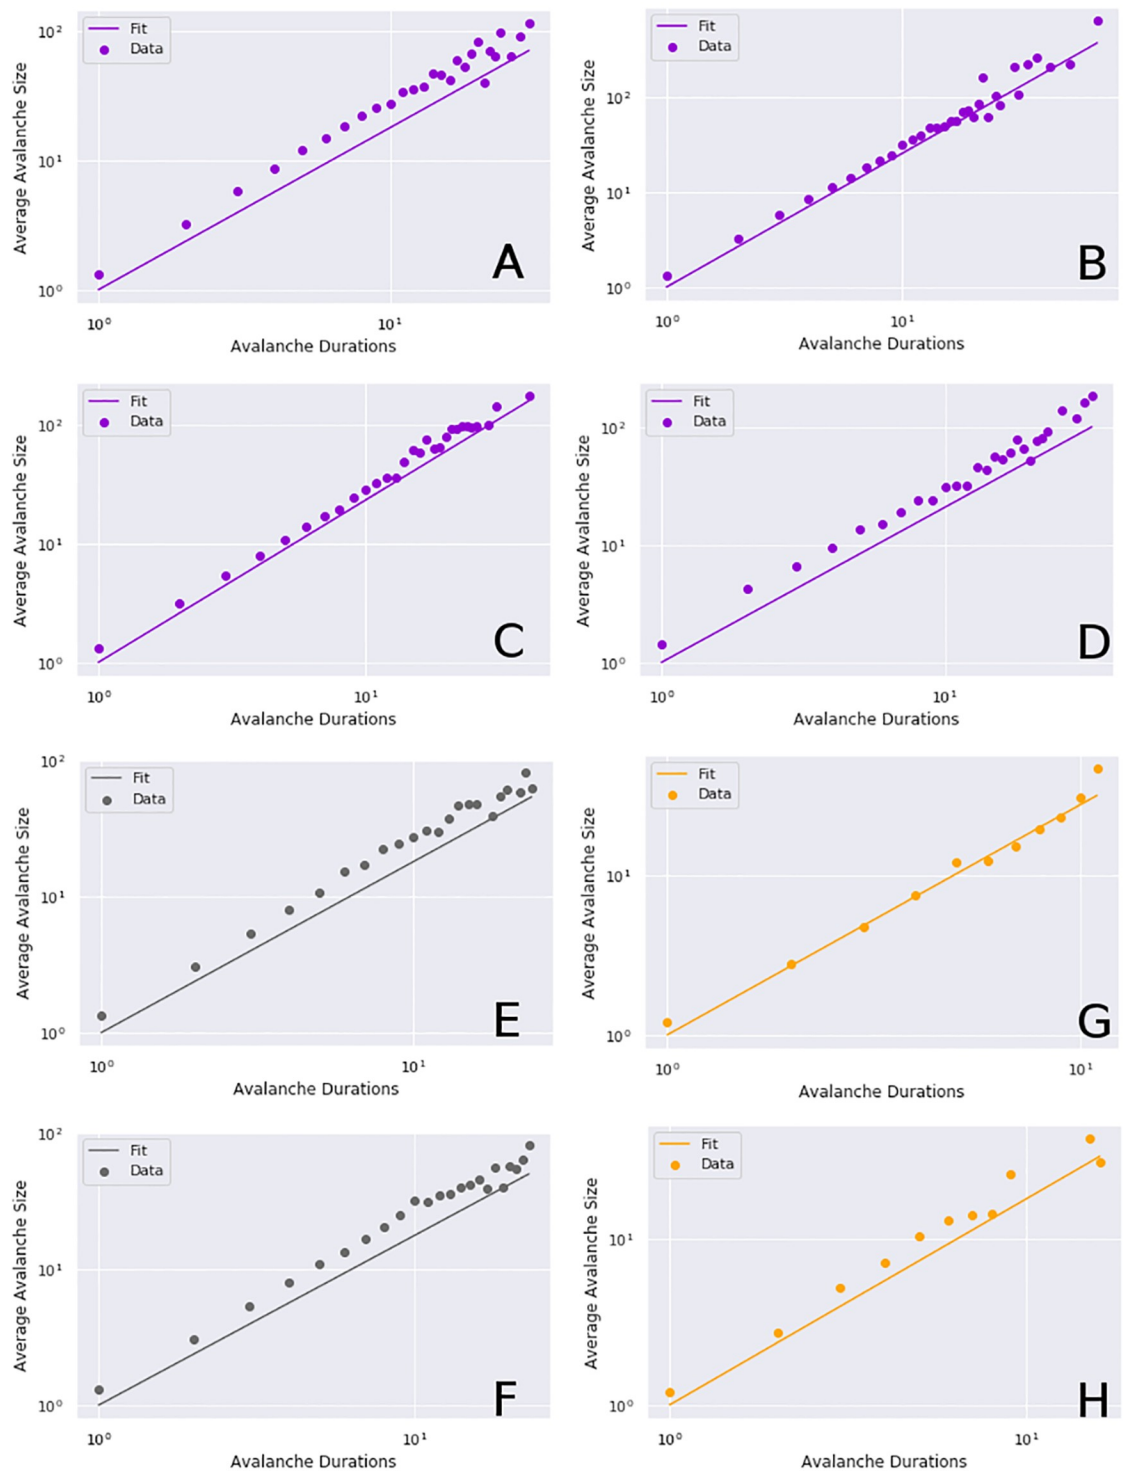 Fit
Data
10²
10¹
10⁰
Average Avalanche Size
A
10⁰ 10¹
Avalanche Durations
Fit
Data
10²
10¹
10⁰
Average Avalanche Size
B
10⁰ 10¹
Avalanche Durations
Fit
Data
10²
10¹
10⁰
Average Avalanche Size
C
10⁰ 10¹
Avalanche Durations
Fit
Data
10²
10¹
10⁰
Average Avalanche Size
D
10⁰ 10¹
Avalanche Durations
Fit
Data
10²
10¹
10⁰
Average Avalanche Size
E
10⁰ 10¹
Avalanche Durations
Fit
Data
10¹
10⁰
Average Avalanche Size
G
10⁰ 10¹
Avalanche Durations
Fit
Data
10²
10¹
10⁰
Average Avalanche Size
F
10⁰ 10¹
Avalanche Durations
Fit
Data
10¹
10⁰
Average Avalanche Size
H
10⁰ 10¹
Avalanche Durations